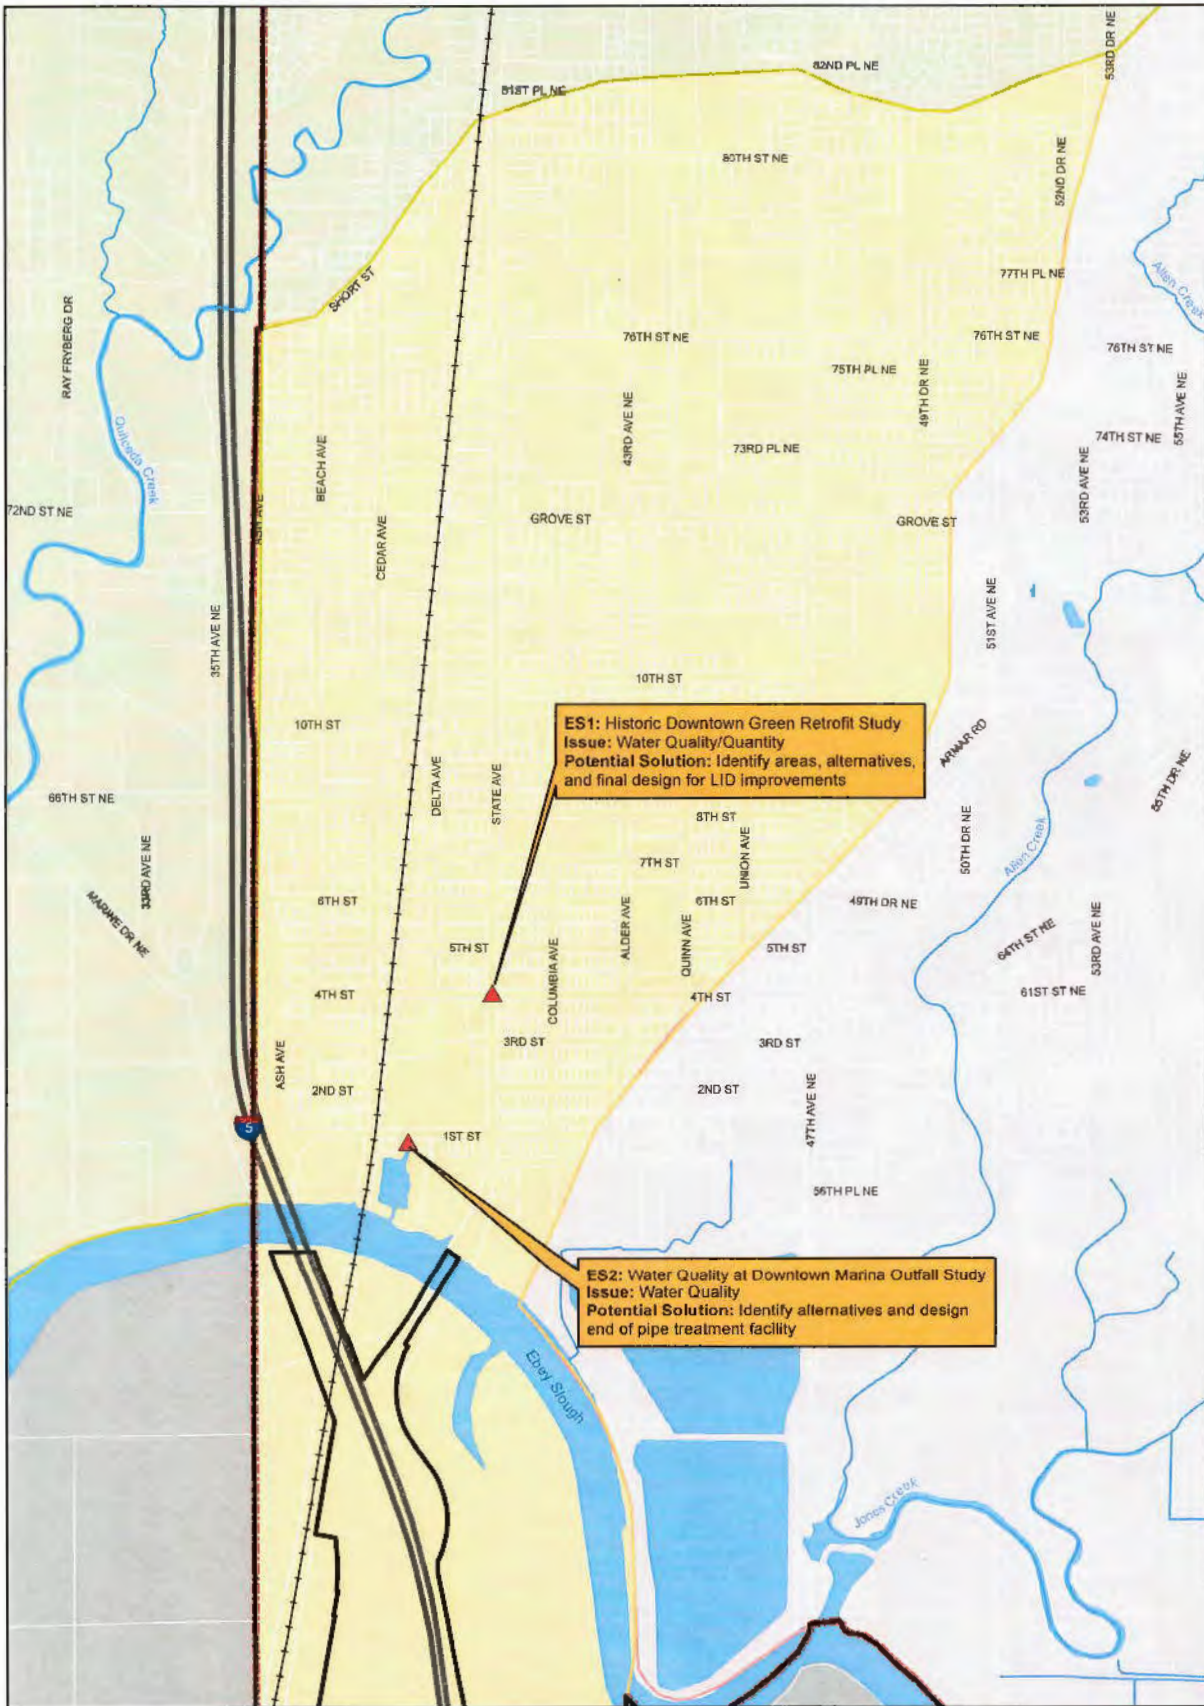 53RD DR NE
82ND PL NE
81ST PL NE
80TH ST NE
52ND DR NE
Allen Creek
77TH PL NE
SHORT ST
RAY FRYBERG DR
76TH ST NE
76TH ST NE
76TH ST NE
75TH PL NE
49TH DR NE
55TH AVE NE
43RD AVE NE
74TH ST NE
73RD PL NE
BEACH AVE
Quilceda Creek
53RD AVE NE
72ND ST NE
ASH AVE
GROVE ST
GROVE ST
CEDAR AVE
51ST AVE NE
35TH AVE NE
10TH ST
10TH ST
ES1: Historic Downtown Green Retrofit Study
Issue: Water Quality/Quantity
Potential Solution: Identify areas, alternatives,
and final design for LID improvements
ARMAR RD
55TH DR NE
66TH ST NE
DELTA AVE
STATE AVE
8TH ST
50TH DR NE
Allen Creek
33RD AVE NE
7TH ST
UNION AVE
MARINE DR NE
6TH ST
6TH ST
49TH DR NE
ALDER AVE
QUINN AVE
5TH ST
5TH ST
64TH ST NE
53RD AVE NE
COLUMBIA AVE
4TH ST
4TH ST
61ST ST NE
3RD ST
3RD ST
ASH AVE
2ND ST
2ND ST
47TH AVE NE
5
1ST ST
56TH PL NE
ES2: Water Quality at Downtown Marina Outfall Study
Issue: Water Quality
Potential Solution: Identify alternatives and design
end of pipe treatment facility
Ebey Slough
Jones Creek